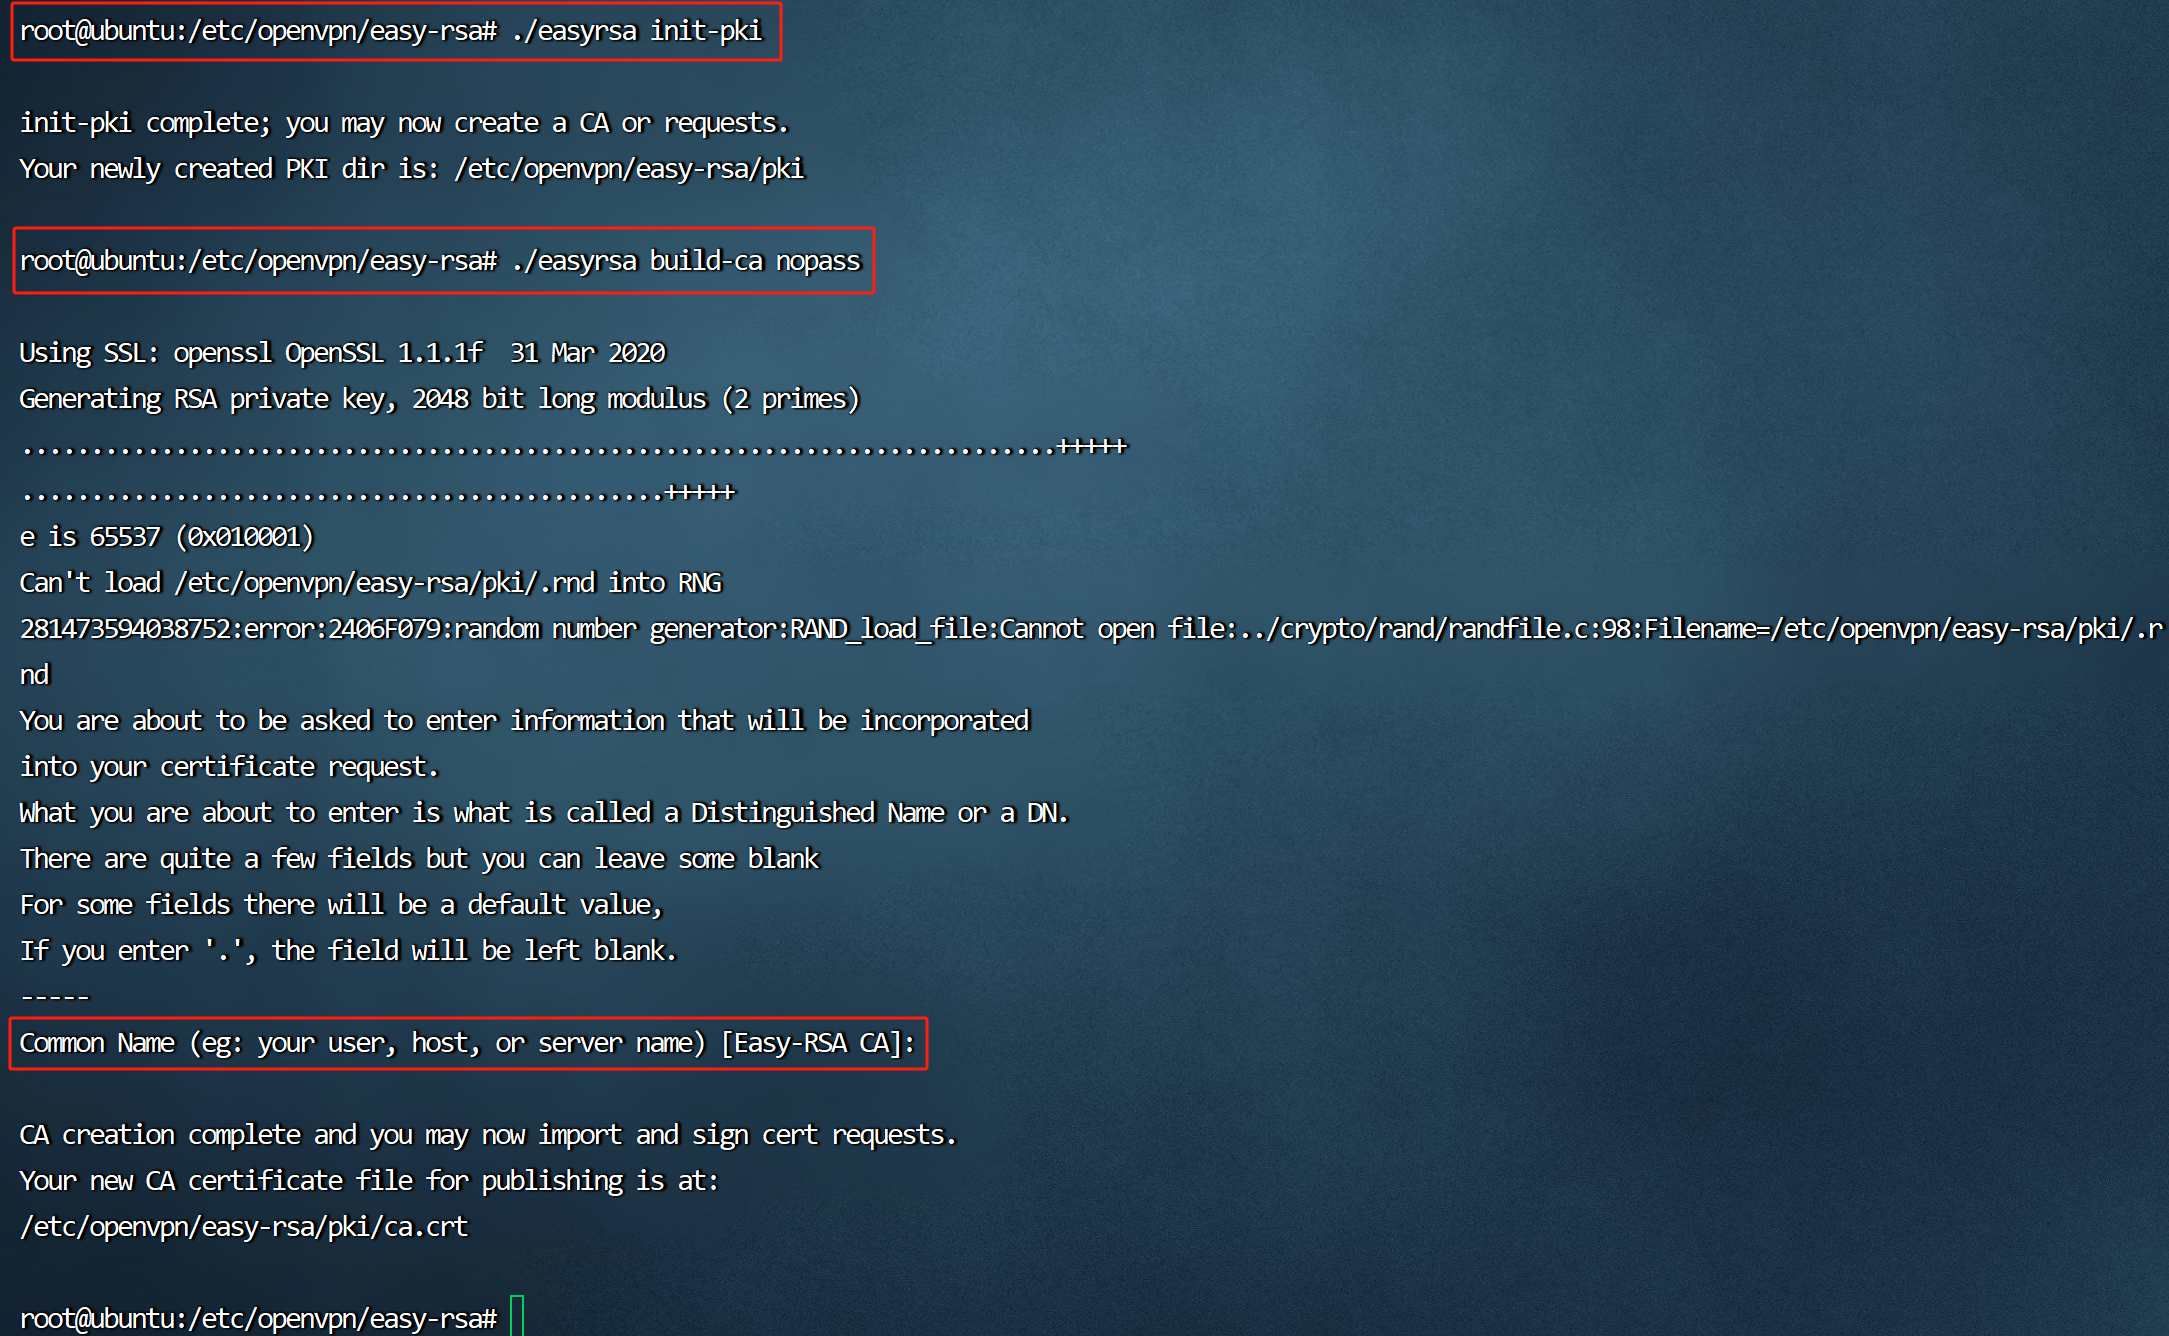 root@ubuntu:/etc/openvpn/easy-rsa# ./easyrsa init-pki
init-pki complete; you may now create a CA or requests.
Your newly created PKI dir is: /etc/openvpn/easy-rsa/pki
root@ubuntu:/etc/openvpn/easy-rsa# ./easyrsa build-ca nopass
Using SSL: openssl OpenSSL 1.1.1f  31 Mar 2020
Generating RSA private key, 2048 bit long modulus (2 primes)
..........................................................................+++++
..............................................+++++
e is 65537 (0x010001)
Can't load /etc/openvpn/easy-rsa/pki/.rnd into RNG
281473594038752:error:2406F079:random number generator:RAND_load_file:Cannot open file:../crypto/rand/randfile.c:98:Filename=/etc/openvpn/easy-rsa/pki/.r
nd
You are about to be asked to enter information that will be incorporated
into your certificate request.
What you are about to enter is what is called a Distinguished Name or a DN.
There are quite a few fields but you can leave some blank
For some fields there will be a default value,
If you enter '.', the field will be left blank.
-----
Common Name (eg: your user, host, or server name) [Easy-RSA CA]:
CA creation complete and you may now import and sign cert requests.
Your new CA certificate file for publishing is at:
/etc/openvpn/easy-rsa/pki/ca.crt
root@ubuntu:/etc/openvpn/easy-rsa#